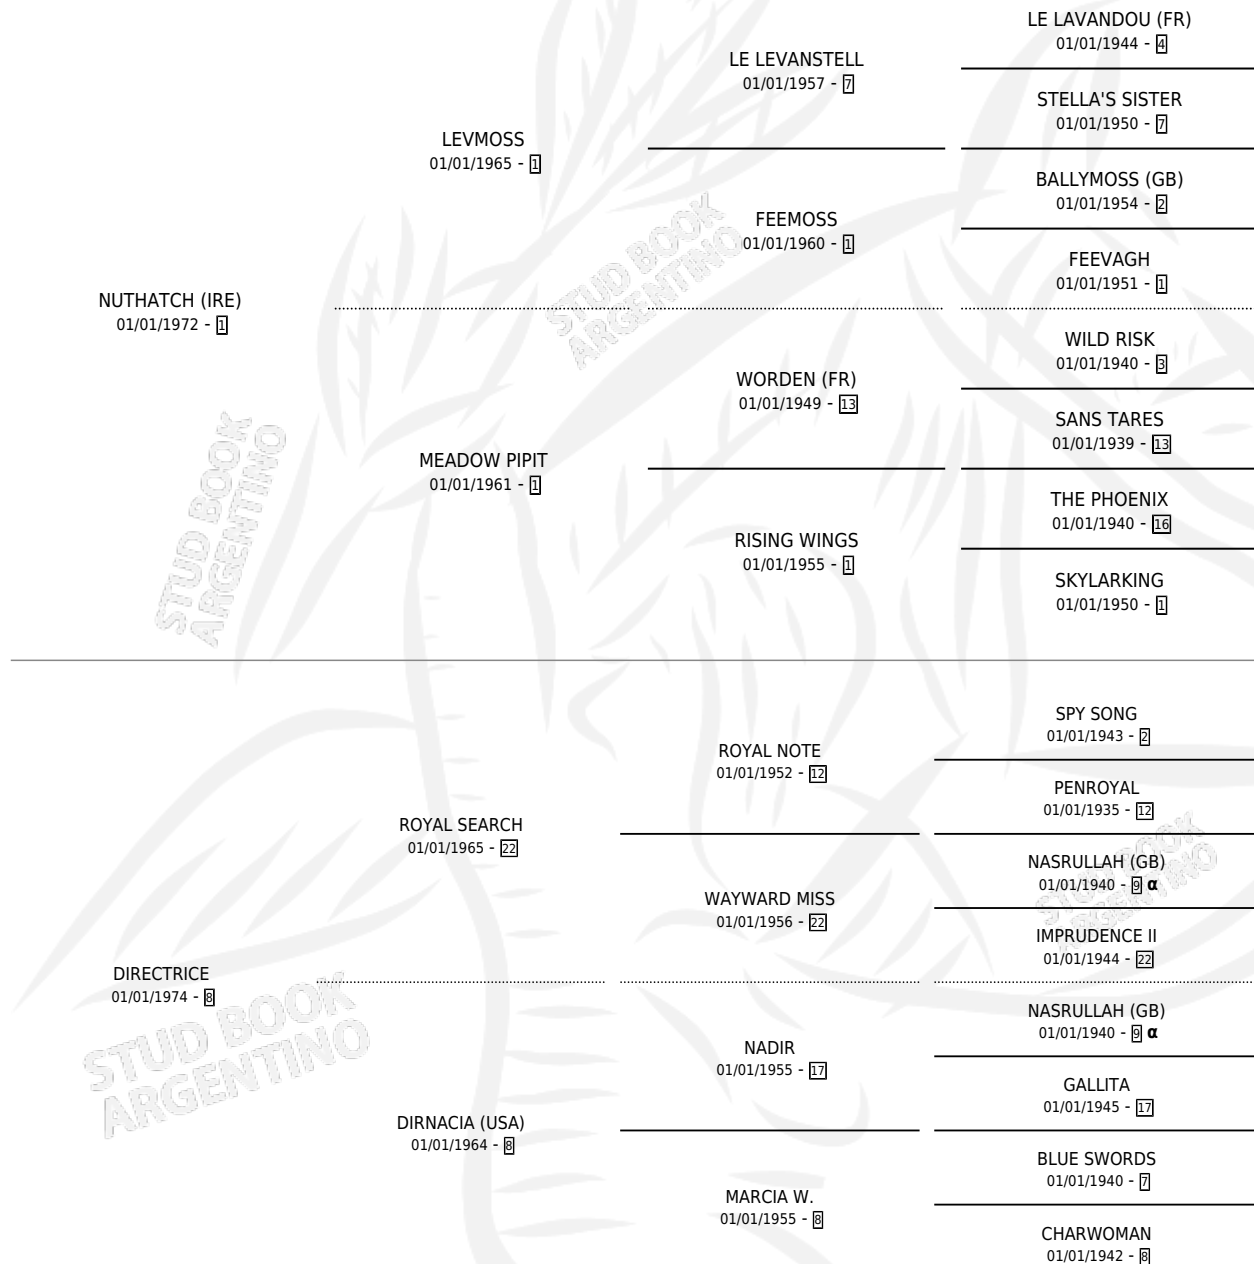 LE LAVANDOU (FR)
01/01/1944 - 4
LE LEVANSTELL
01/01/1957 - 7
STELLA'S SISTER
01/01/1950 - 7
LEVMOSS
01/01/1965 - 1
BALLYMOSS (GB)
01/01/1954 - 2
FEEMOSS
01/01/1960 - 1
FEEVAGH
01/01/1951 - 1
NUTHATCH (IRE)
01/01/1972 - 1
STUD BOOK
ARGENTINO
WILD RISK
01/01/1940 - 3
WORDEN (FR)
01/01/1949 - 13
SANS TARES
01/01/1939 - 13
MEADOW PIPIT
01/01/1961 - 1
THE PHOENIX
01/01/1940 - 16
RISING WINGS
01/01/1955 - 1
SKYLARKING
01/01/1950 - 1
STUD BOOK
ARGENTINO
SPY SONG
01/01/1943 - 2
ROYAL NOTE
01/01/1952 - 12
PENROYAL
01/01/1935 - 12
ROYAL SEARCH
01/01/1965 - 22
NASRULLAH (GB)
01/01/1940 - 9 α
WAYWARD MISS
01/01/1956 - 22
IMPRUDENCE II
01/01/1944 - 22
STUD BOOK
ARGENTINO
DIRECTRICE
01/01/1974 - 8
NASRULLAH (GB)
01/01/1940 - 9 α
NADIR
01/01/1955 - 17
GALLITA
01/01/1945 - 17
STUD BOOK
ARGENTINO
DIRNACIA (USA)
01/01/1964 - 8
BLUE SWORDS
01/01/1940 - 7
MARCIA W.
01/01/1955 - 8
CHARWOMAN
01/01/1942 - 8